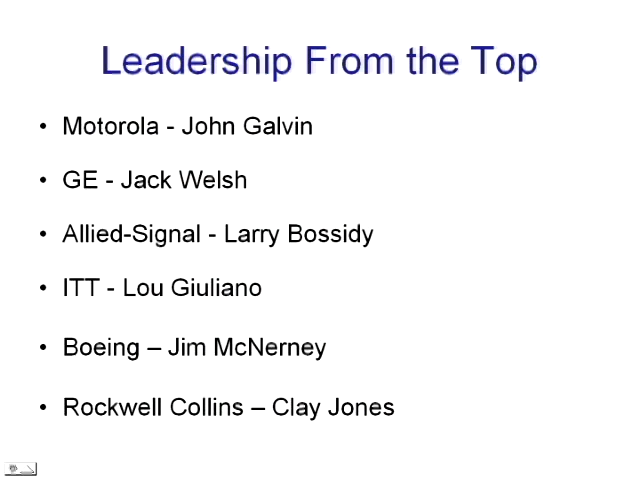 Leadership From the Top
• Motorola - John Galvin
• GE - Jack Welsh
• Allied-Signal - Larry Bossidy
• ITT - Lou Giuliano
• Boeing – Jim McNerney
• Rockwell Collins – Clay Jones